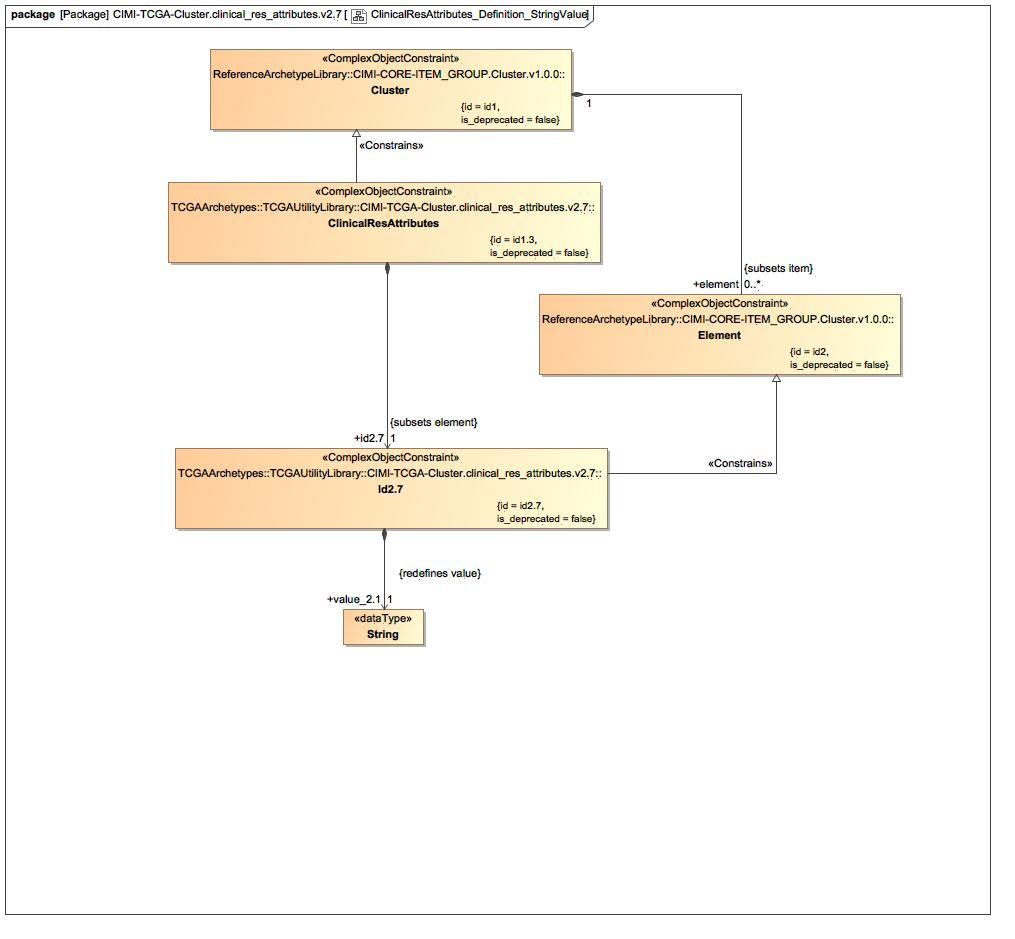 package [Package] CIMI-TCGA-Cluster.clinical_res_attributes.v2.7 [ ClinicalResAttributes_Definition_StringValue]
«ComplexObjectConstraint»
ReferenceArchetypeLibrary::CIMI-CORE-ITEM_GROUP.Cluster.v1.0.0::
Cluster
{id = id1,
is_deprecated = false}
1
«Constrains»
«ComplexObjectConstraint»
TCGAArchetypes::TCGAUtilityLibrary::CIMI-TCGA-Cluster.clinical_res_attributes.v2.7::
ClinicalResAttributes
{id = id1.3,
is_deprecated = false}
{subsets item}
+element 0..*
«ComplexObjectConstraint»
ReferenceArchetypeLibrary::CIMI-CORE-ITEM_GROUP.Cluster.v1.0.0::
Element
{id = id2,
is_deprecated = false}
{subsets element}
+id2.7 1
«Constrains»
«ComplexObjectConstraint»
TCGAArchetypes::TCGAUtilityLibrary::CIMI-TCGA-Cluster.clinical_res_attributes.v2.7::
Id2.7
{id = id2.7,
is_deprecated = false}
{redefines value}
+value_2.1 1
«dataType»
String